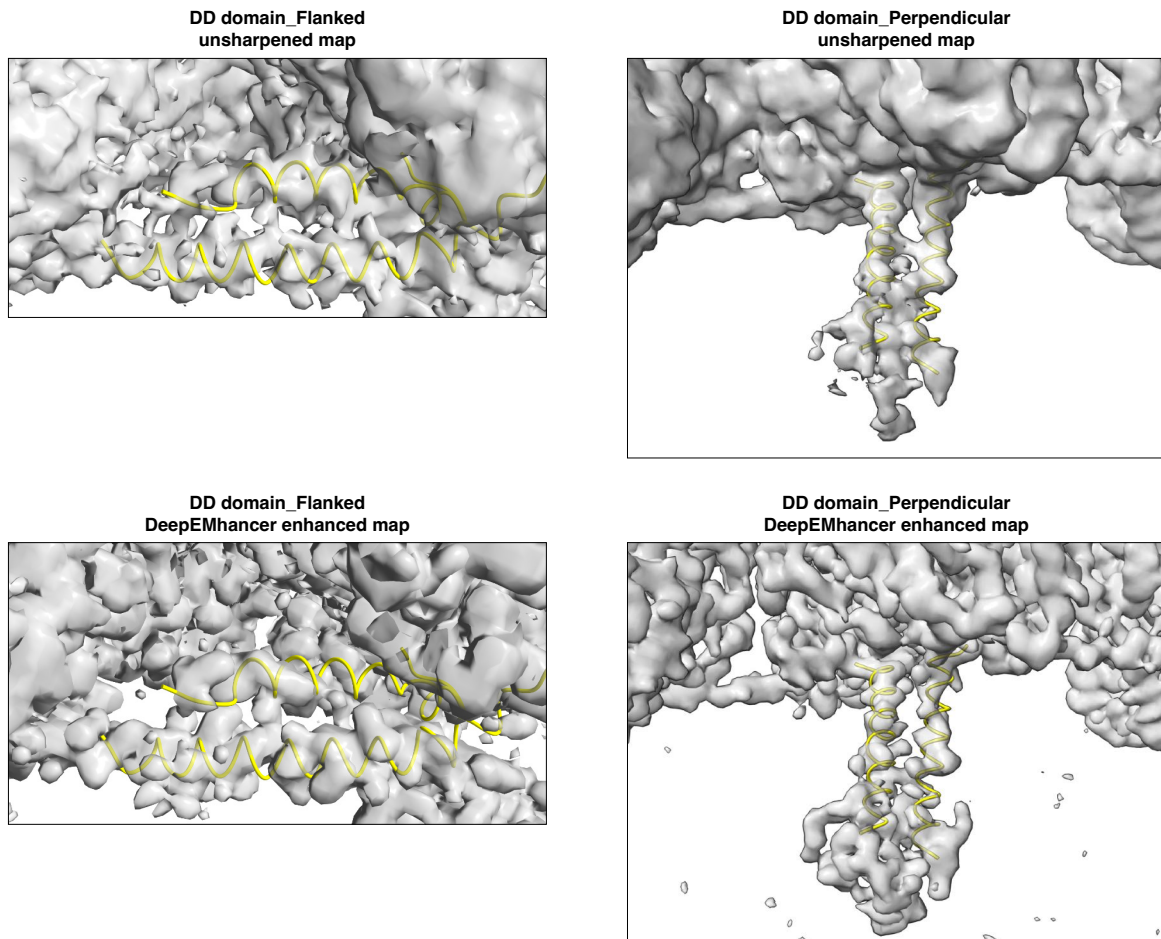 DD domain_Flanked
unsharpened map
DD domain_Perpendicular
unsharpened map
DD domain_Flanked
DeepEMhancer enhanced map
DD domain_Perpendicular
DeepEMhancer enhanced map